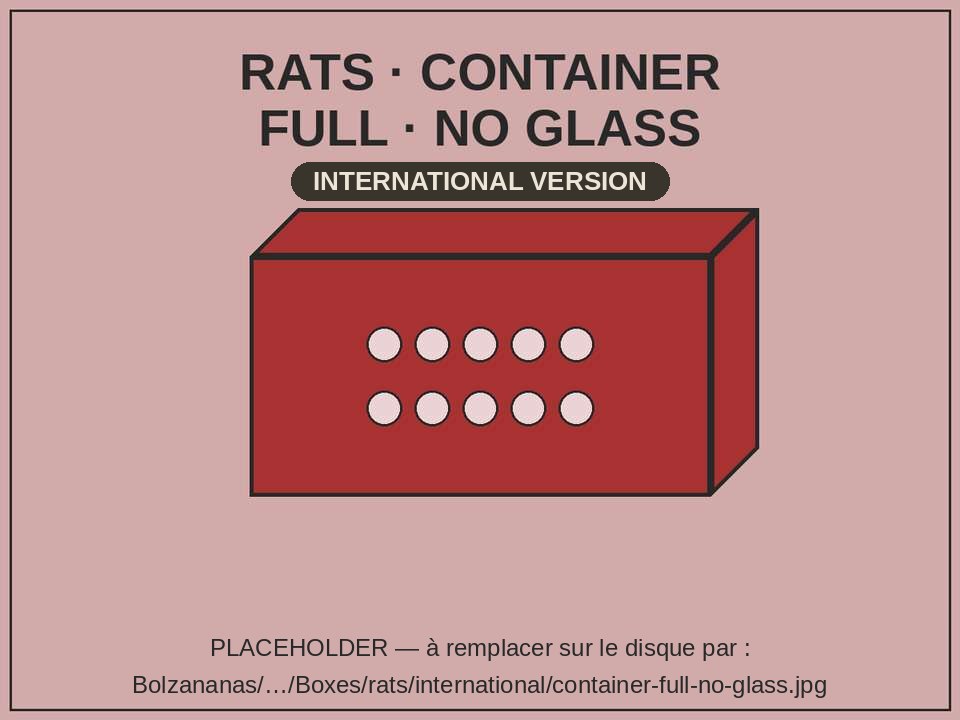 RATS · CONTAINER
FULL · NO GLASS
INTERNATIONAL VERSION
PLACEHOLDER — à remplacer sur le disque par :
Bolzananas/…/Boxes/rats/international/container-full-no-glass.jpg